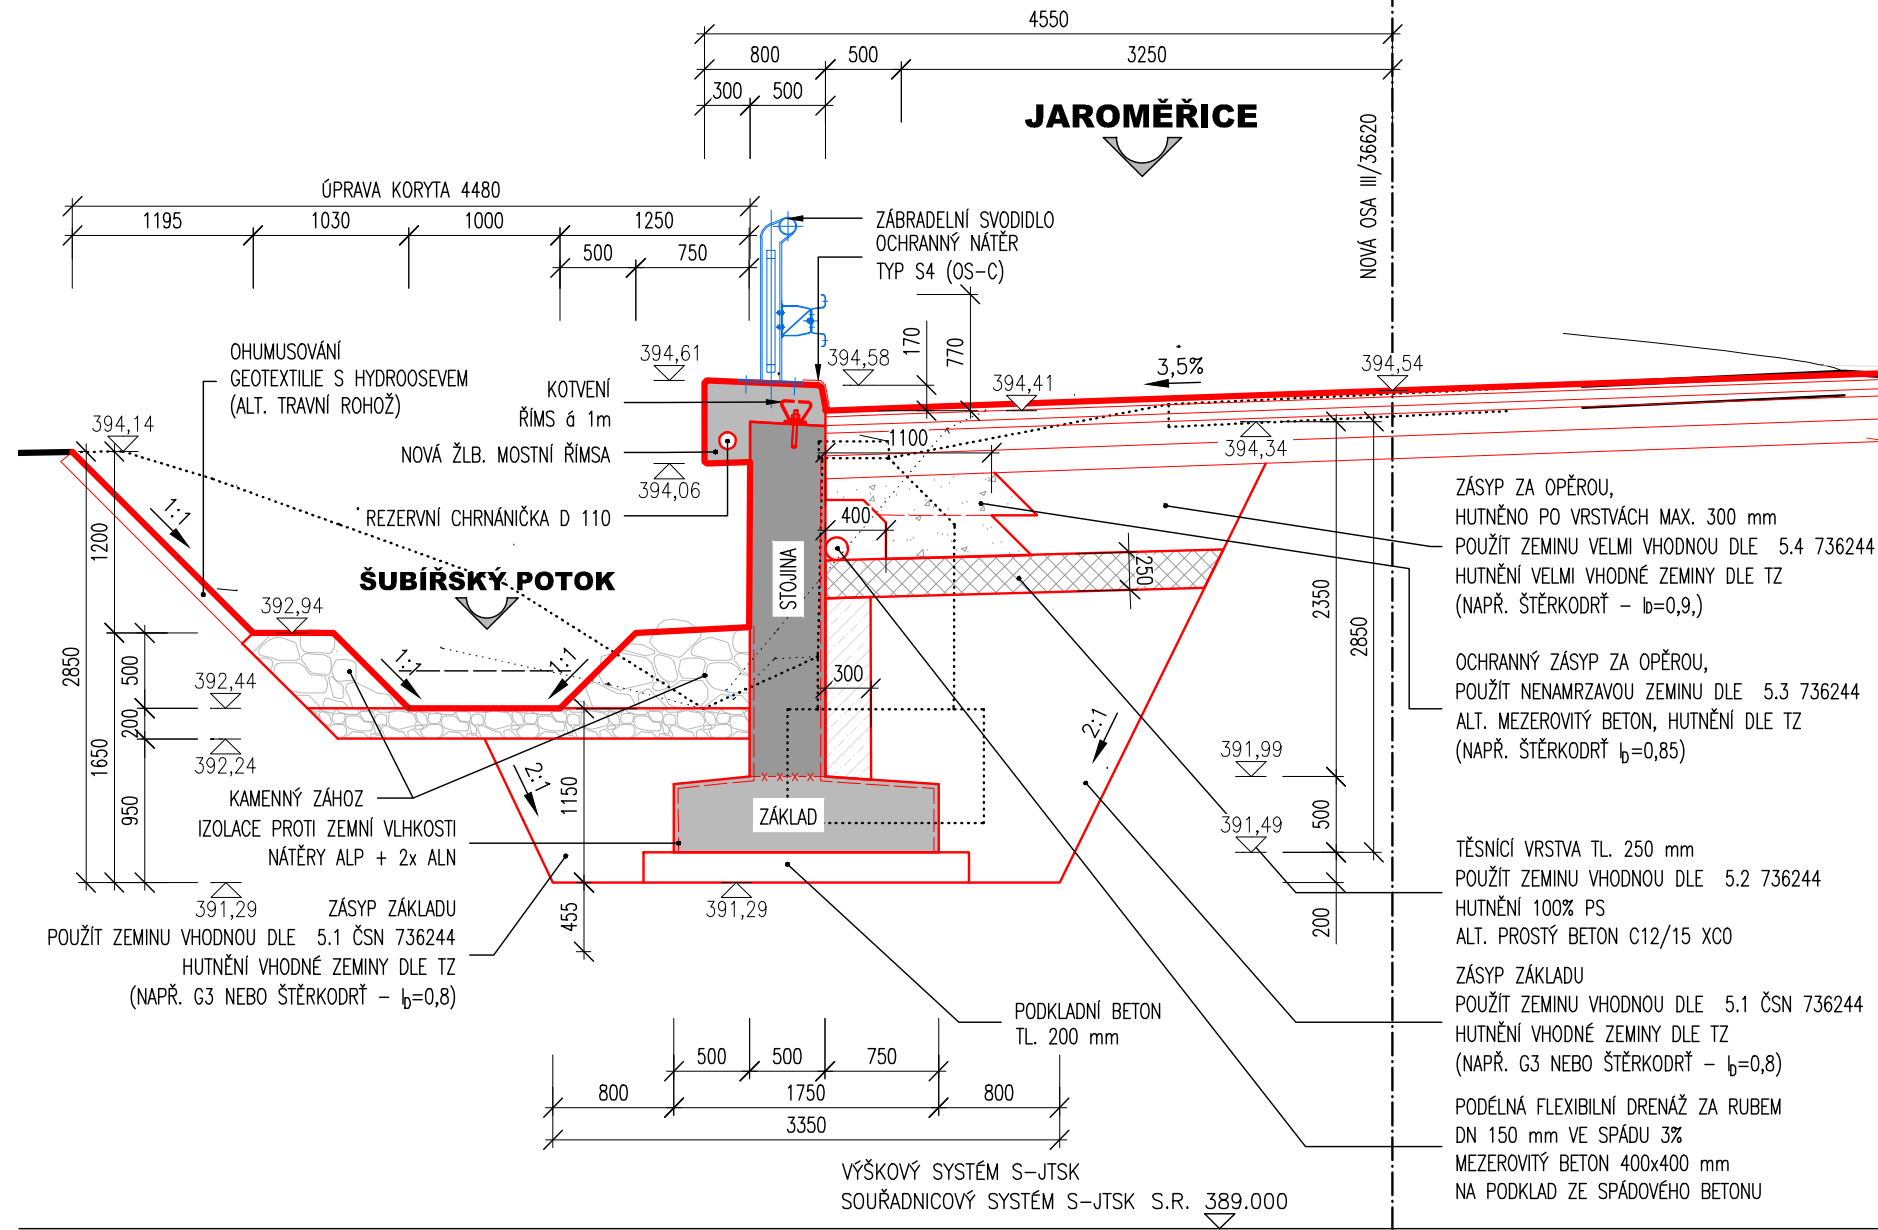 4550
800
500
3250
300
500
JAROMĚŘICE
NOVÁ OSA III/36620
ÚPRAVA KORYTA 4480
1195
1030
1000
1250
500
750
ZÁBRADELNÍ SVODIDLO
OCHRANNÝ NÁTĚR
TYP S4 (OS-C)
OHUMUSOVÁNÍ
GEOTEXTILIE S HYDROOSEVEM
(ALT. TRAVNÍ ROHOŽ)
394,61
394,58
170
770
3,5%
394,54
394,41
KOTVENÍ
ŘÍMS á 1m
394,14
NOVÁ ŽLB. MOSTNÍ ŘÍMSA
394,06
1100
394,34
REZERVNÍ CHRNÁNIČKA D 110
400
1:1
1200
ŠUBÍŘSKÝ POTOK
STOJINA
250
2350
2850
392,94
2850
500
1:1
1:1
392,44
300
200
392,24
1650
950
2:1
1150
2:1
391,99
500
391,49
200
KAMENNÝ ZÁHOZ
IZOLACE PROTI ZEMNÍ VLHKOSTI
NÁTĚRY ALP + 2x ALN
ZÁKLAD
391,29
391,29
455
ZÁSYP ZÁKLADU
POUŽÍT ZEMINU VHODNOU DLE 5.1 ČSN 736244
HUTNĚNÍ VHODNÉ ZEMINY DLE TZ
(NAPŘ. G3 NEBO ŠTĚRKODRŤ - ID=0,8)
PODKLADNÍ BETON
TL. 200 mm
ZÁSYP ZA OPĚROU,
HUTNĚNO PO VRSTVÁCH MAX. 300 mm
POUŽÍT ZEMINU VELMI VHODNOU DLE 5.4 736244
HUTNĚNÍ VELMI VHODNÉ ZEMINY DLE TZ
(NAPŘ. ŠTĚRKODRŤ - ID=0,9,)
OCHRANNÝ ZÁSYP ZA OPĚROU,
POUŽÍT NENAMRZAVOU ZEMINU DLE 5.3 736244
ALT. MEZEROVITÝ BETON, HUTNĚNÍ DLE TZ
(NAPŘ. ŠTĚRKODRŤ ID=0,85)
TĚSNÍCÍ VRSTVA TL. 250 mm
POUŽÍT ZEMINU VHODNOU DLE 5.2 736244
HUTNĚNÍ 100% PS
ALT. PROSTÝ BETON C12/15 XC0
ZÁSYP ZÁKLADU
POUŽÍT ZEMINU VHODNOU DLE 5.1 ČSN 736244
HUTNĚNÍ VHODNÉ ZEMINY DLE TZ
(NAPŘ. G3 NEBO ŠTĚRKODRŤ - ID=0,8)
PODÉLNÁ FLEXIBILNÍ DRENÁŽ ZA RUBEM
DN 150 mm VE SPÁDU 3%
MEZEROVITÝ BETON 400x400 mm
NA PODKLAD ZE SPÁDOVÉHO BETONU
500
500
750
800
1750
800
3350
VÝŠKOVÝ SYSTÉM S-JTSK
SOUŘADNICOVÝ SYSTÉM S-JTSK S.R. 389.000